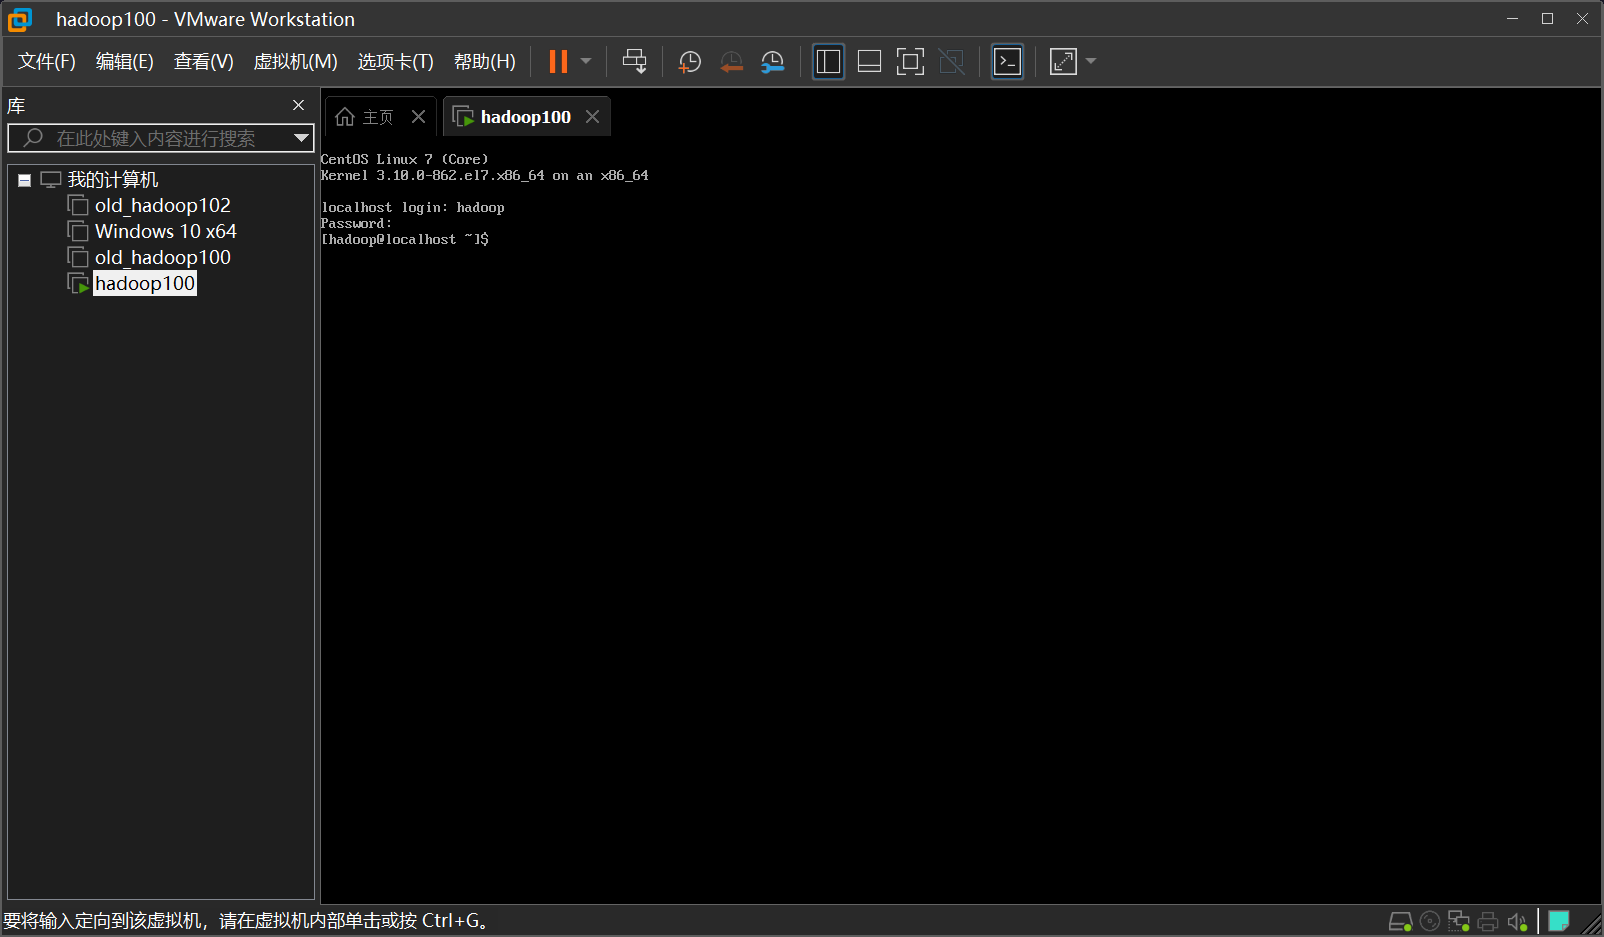 hadoop100 - VMware Workstation
文件(F) 编辑(E) 查看(V) 虚拟机(M) 选项卡(T) 帮助(H)
库
在此处键入内容进行搜索
我的计算机
old_hadoop102
Windows 10 x64
old_hadoop100
hadoop100
主页
hadoop100
CentOS Linux 7 (Core)
Kernel 3.10.0-862.el7.x86_64 on an x86_64
localhost login: hadoop
Password:
[hadoop@localhost ~]$
要将输入定向到该虚拟机，请在虚拟机内部单击或按 Ctrl+G。